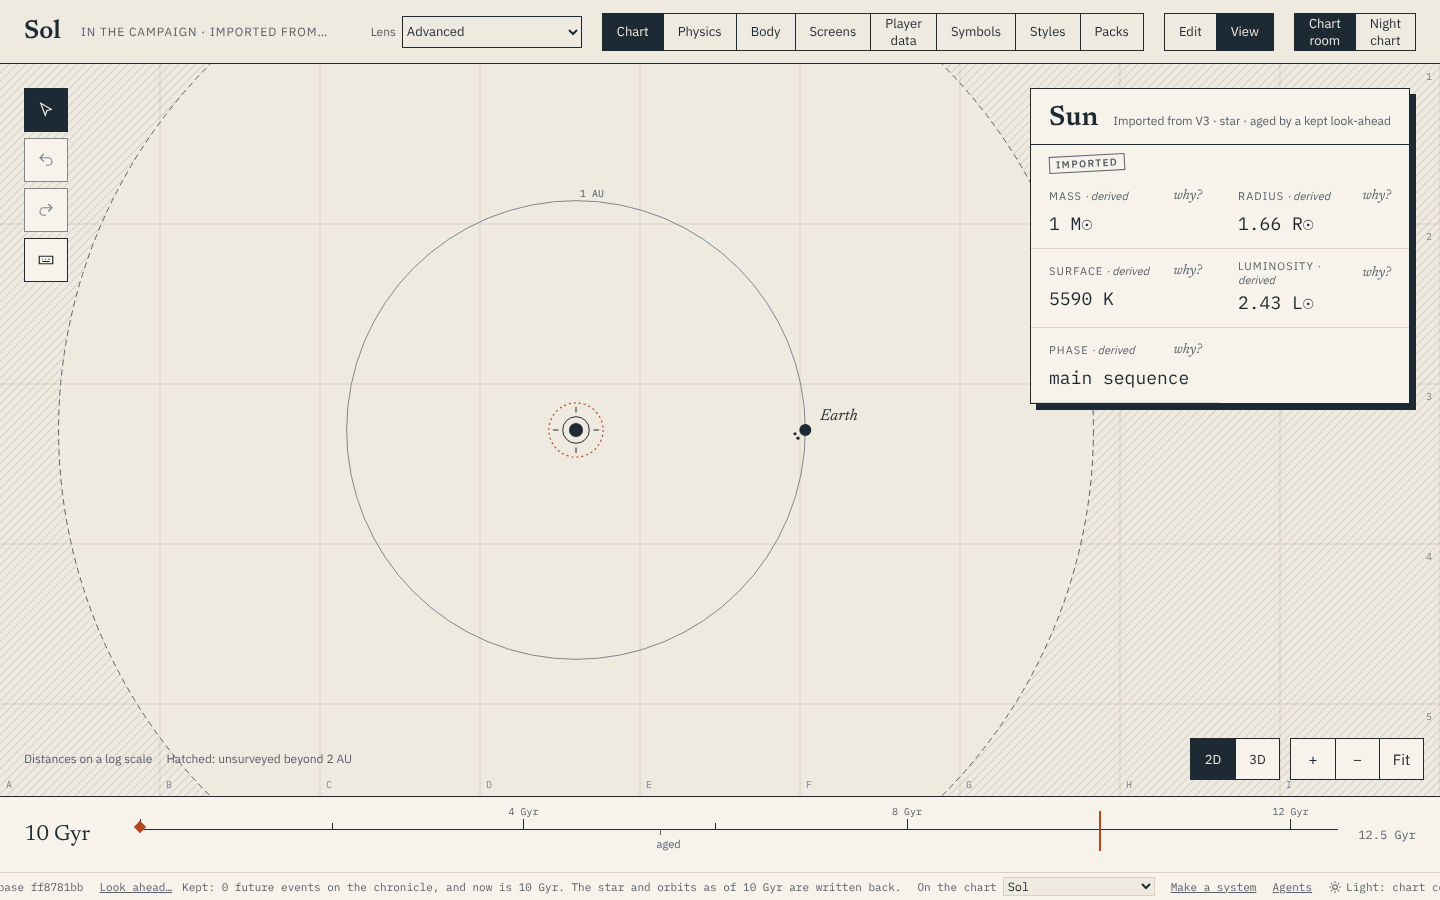 Sol IN THE CAMPAIGN · IMPORTED FROM… Lens Advanced Chart Physics Body Screens Player data Symbols Styles Packs Edit View Chart room Night chart
1
Sun Imported from V3 · star · aged by a kept look-ahead
IMPORTED
MASS · derived why? RADIUS · derived why?
1 M☉ 1.66 R☉
SURFACE · derived why? LUMINOSITY · derived why?
5590 K 2.43 L☉
PHASE · derived why?
main sequence
1 AU
2
3
Earth
4
5
Distances on a log scale Hatched: unsurveyed beyond 2 AU
2D 3D + − Fit
A B C D E F G H I
10 Gyr 4 Gyr 8 Gyr 12 Gyr 12.5 Gyr
aged
base ff8781bb Look ahead… Kept: 0 future events on the chronicle, and now is 10 Gyr. The star and orbits as of 10 Gyr are written back. On the chart Sol Make a system Agents Light: chart